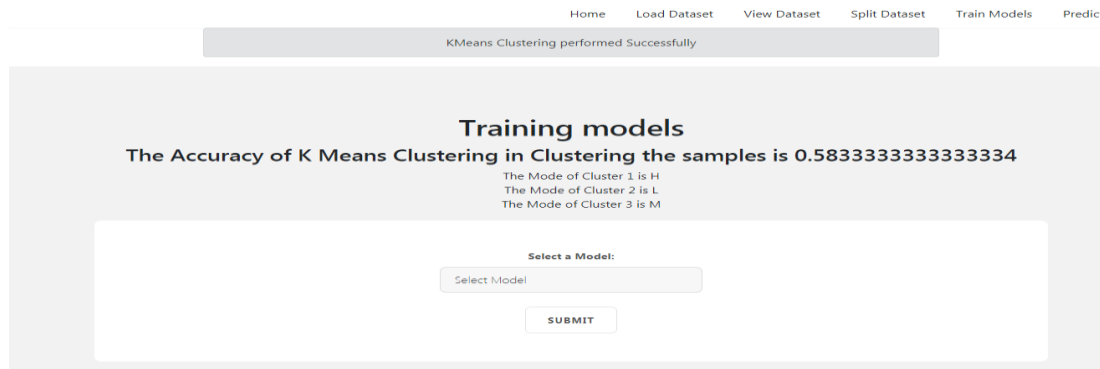 Home Load Dataset View Dataset Split Dataset Train Models Predic
KMeans Clustering performed Successfully
Training models
The Accuracy of K Means Clustering in Clustering the samples is 0.5833333333333334
The Mode of Cluster 1 is H
The Mode of Cluster 2 is L
The Mode of Cluster 3 is M
Select a Model:
Select Model
SUBMIT